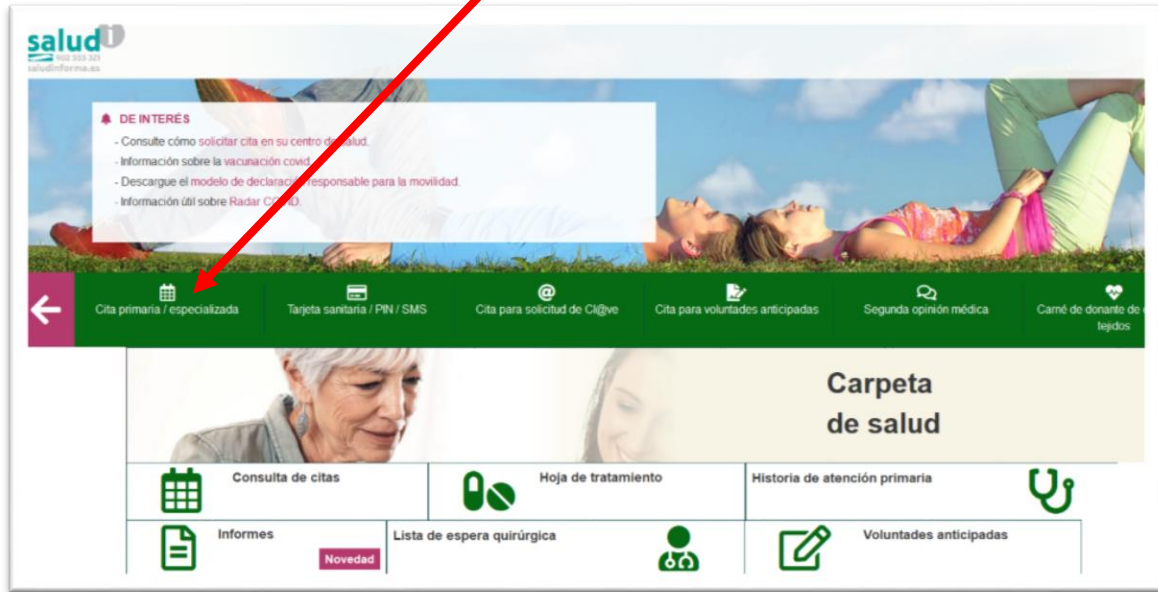 salud i
902 555 321
saludinforma.es
DE INTERÉS
- Consulte cómo solicitar cita en su centro de salud.
- Información sobre la vacunación covid.
- Descargue el modelo de declaración responsable para la movilidad.
- Información útil sobre Radar COVID.
Cita primaria / especializada
Tarjeta sanitaria / PIN / SMS
@
Cita para solicitud de Cl@ve
Cita para voluntades anticipadas
Segunda opinión médica
Carné de donante de
tejidos
Carpeta
de salud
Consulta de citas
Hoja de tratamiento
Historia de atención primaria
Informes
Novedad
Lista de espera quirúrgica
Voluntades anticipadas